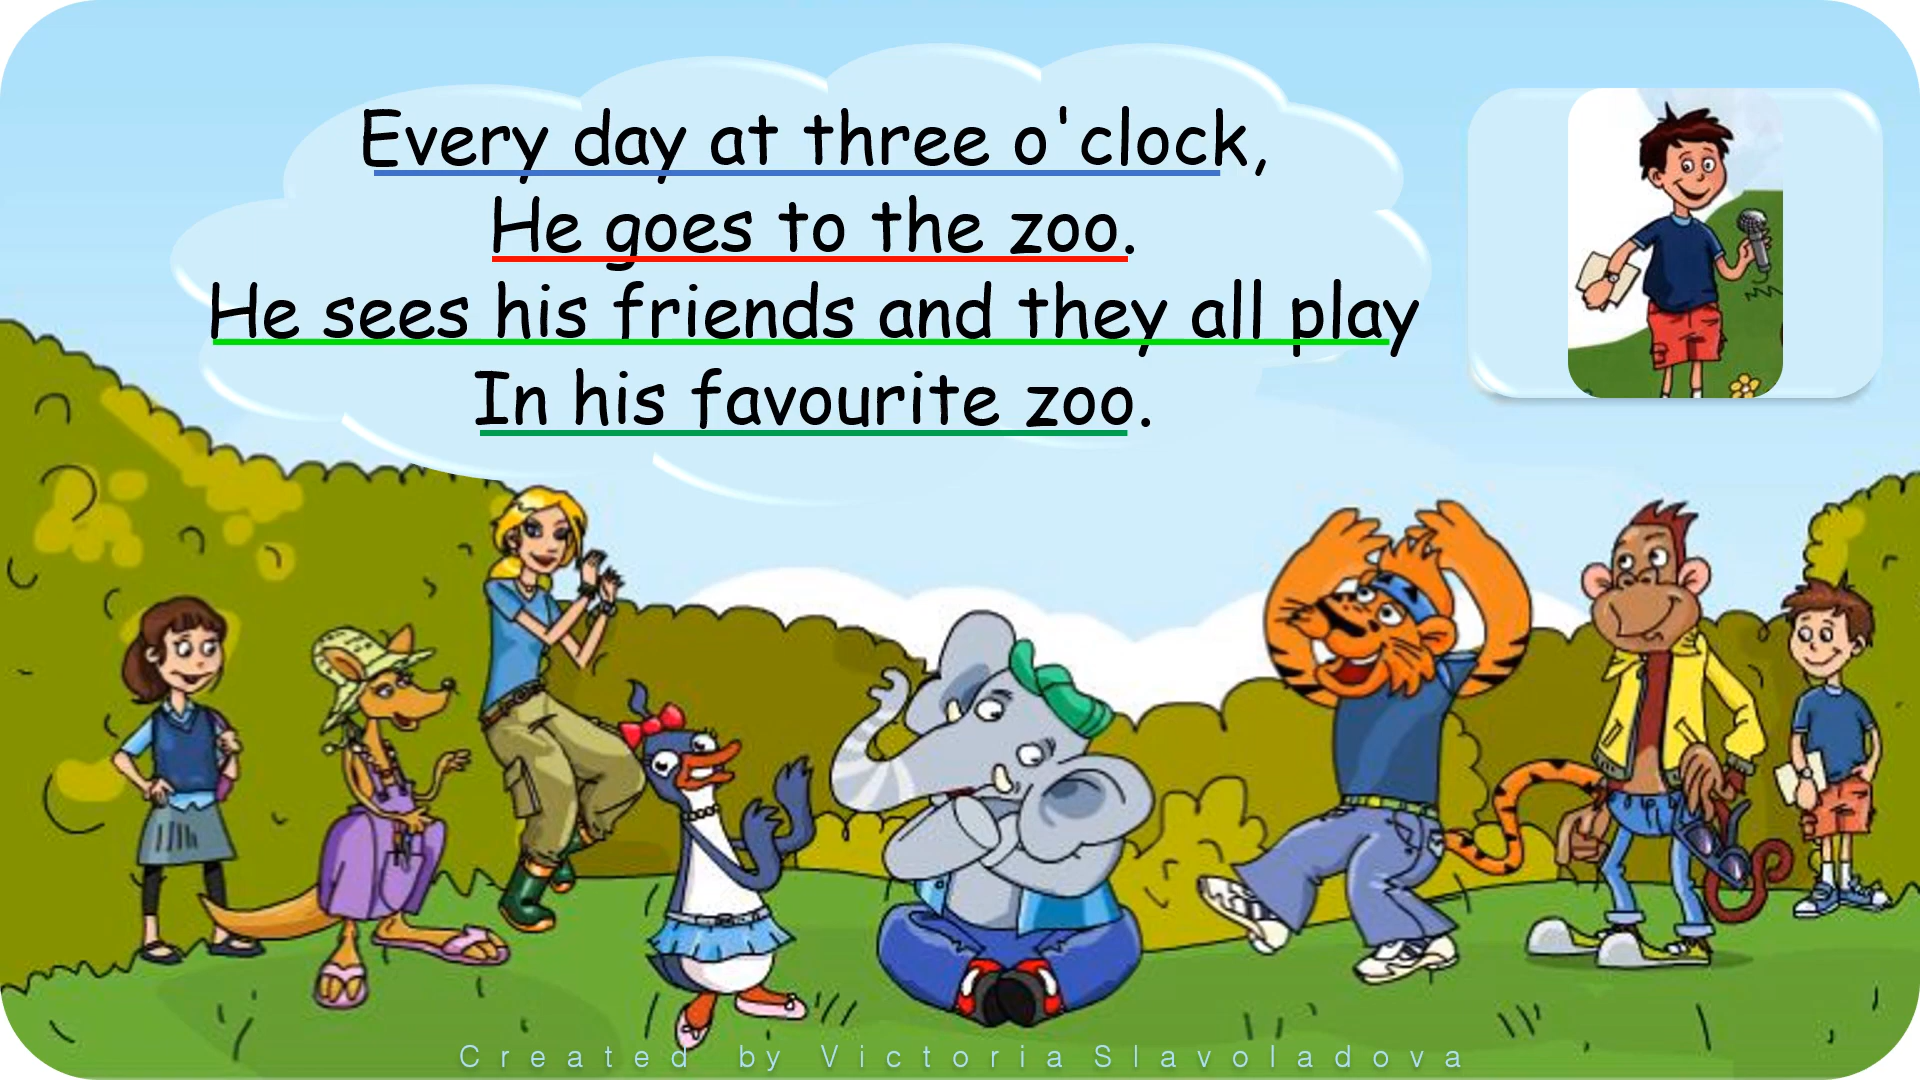 Every day at three o'clock,
He goes to the zoo.
He sees his friends and they all play
In his favourite zoo.
Created by Victoria Slavoladova